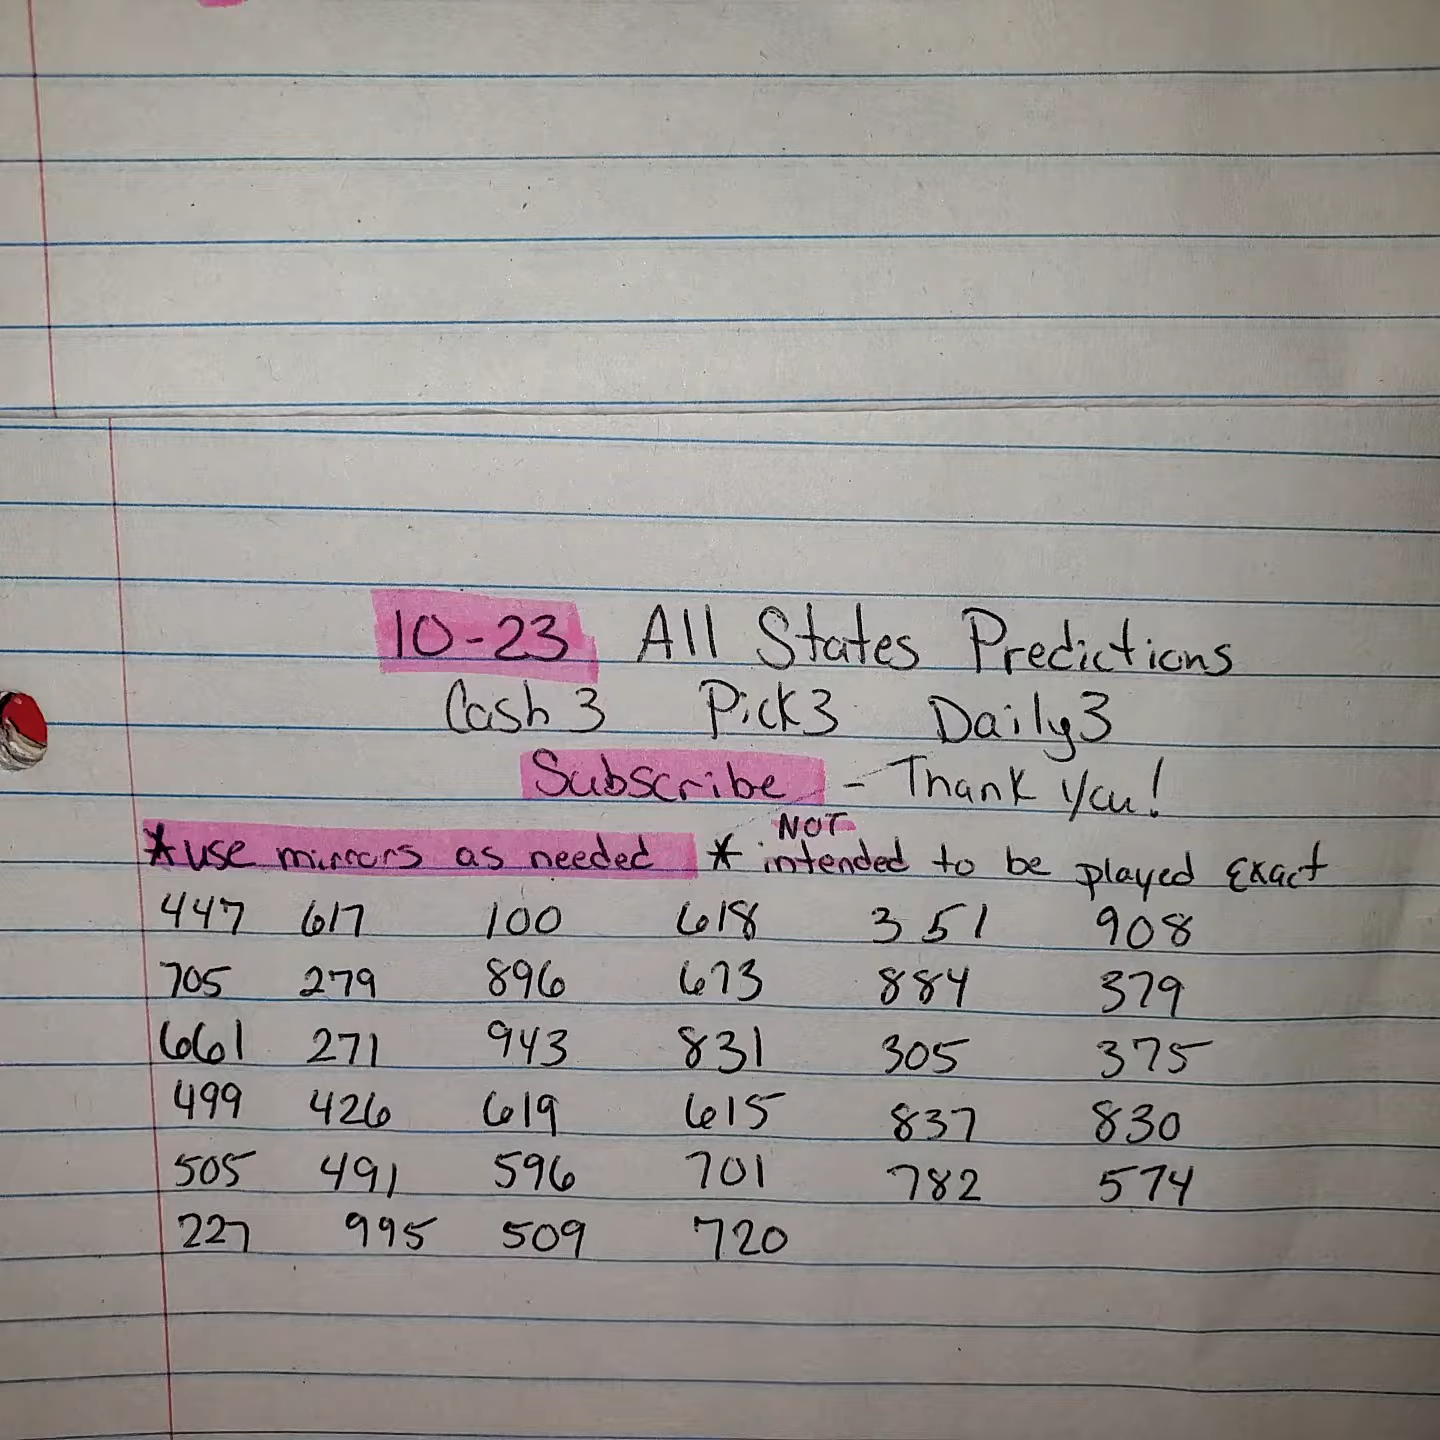 10-23 All States Predictions
Cash 3 Pick3 Daily3
Subscribe - Thank you!
*use mirrors as needed * NOT intended to be played Exact
447 617 100 618 351 908
705 279 896 673 884 379
661 271 943 831 305 375
499 426 619 615 837 830
505 491 596 701 782 574
227 995 509 720